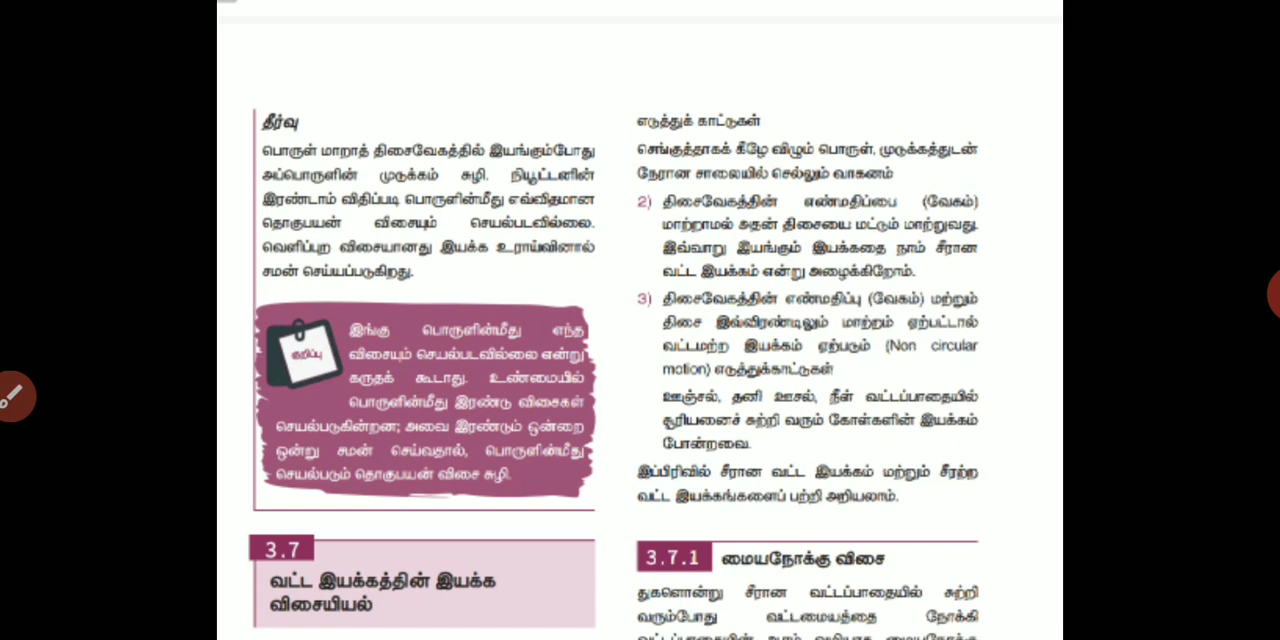 தீர்வு
பொருள் மாறாத் திசைவேகத்தில் இயங்கும்போது
அப்பொருளின் முடுக்கம் சுழி. நியூட்டனின்
இரண்டாம் விதிப்படி பொருளின்மீது எவ்விதமான
தொகுபயன் விசையும் செயல்படவில்லை.
வெளிப்புற விசையானது இயக்க உராய்வினால்
சமன் செய்யப்படுகிறது.
குறிப்பு
இங்கு பொருளின்மீது எந்த
விசையும் செயல்படவில்லை என்று
கருதக் கூடாது. உண்மையில்
பொருளின்மீது இரண்டு விசைகள்
செயல்படுகின்றன; அவை இரண்டும் ஒன்றை
ஒன்று சமன் செய்வதால், பொருளின்மீது
செயல்படும் தொகுபயன் விசை சுழி.
3.7
வட்ட இயக்கத்தின் இயக்க
விசையியல்
எடுத்துக் காட்டுகள்
செங்குத்தாகக் கீழே விழும் பொருள், முடுக்கத்துடன்
நேரான சாலையில் செல்லும் வாகனம்
2) திசைவேகத்தின் எண்மதிப்பை (வேகம்)
மாற்றாமல் அதன் திசையை மட்டும் மாற்றுவது.
இவ்வாறு இயங்கும் இயக்கதை நாம் சீரான
வட்ட இயக்கம் என்று அழைக்கிறோம்.
3) திசைவேகத்தின் எண்மதிப்பு (வேகம்) மற்றும்
திசை இவ்விரண்டிலும் மாற்றம் ஏற்பட்டால்
வட்டமற்ற இயக்கம் ஏற்படும் (Non circular
motion) எடுத்துக்காட்டுகள்
ஊஞ்சல், தனி ஊசல், நீள் வட்டப்பாதையில்
சூரியனைச் சுற்றி வரும் கோள்களின் இயக்கம்
போன்றவை.
இப்பிரிவில் சீரான வட்ட இயக்கம் மற்றும் சீரற்ற
வட்ட இயக்கங்களைப் பற்றி அறியலாம்.
3.7.1 மையநோக்கு விசை
துகளொன்று சீரான வட்டப்பாதையில் சுற்றி
வரும்போது வட்டமையத்தை நோக்கி